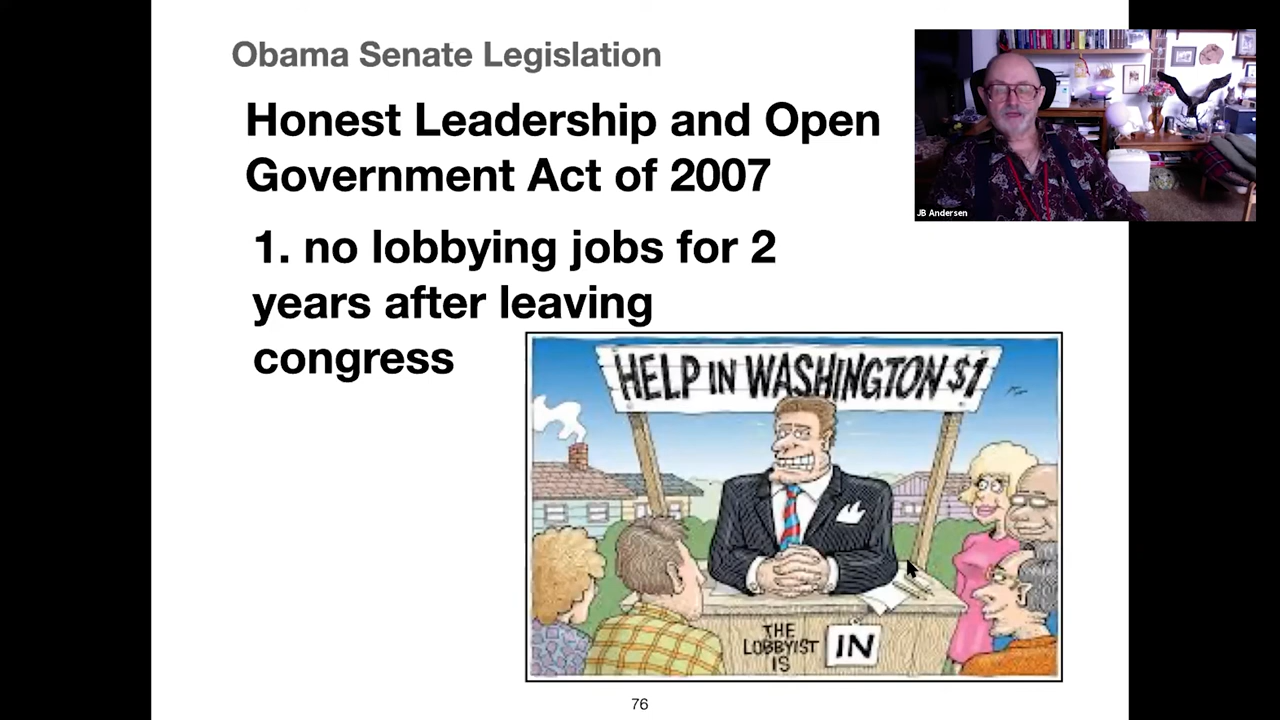 Obama Senate Legislation
Honest Leadership and Open
Government Act of 2007
1. no lobbying jobs for 2
years after leaving
congress
JB Andersen
HELP IN WASHINGTON $1
THE
LOBBYIST
IS
IN
76